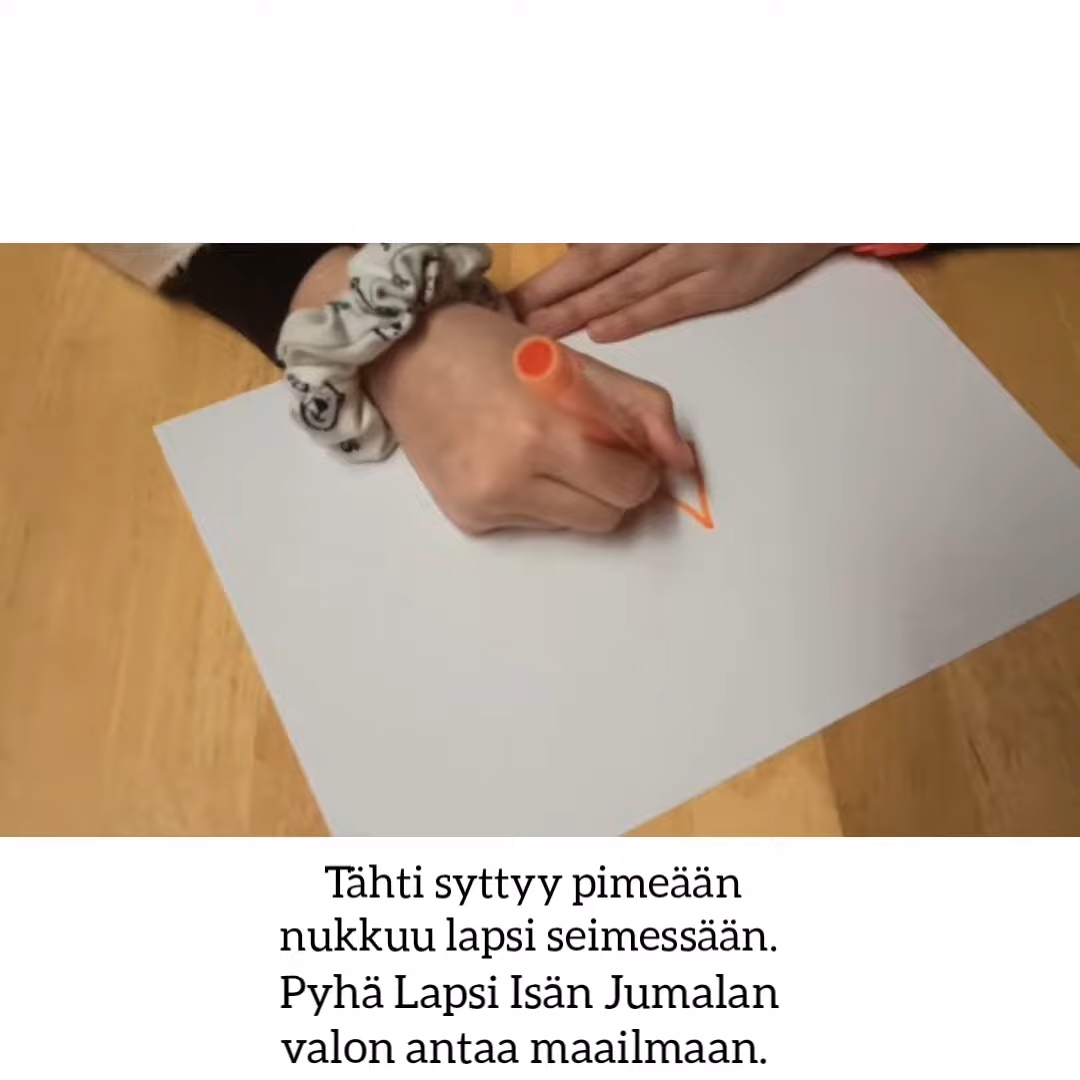 Tähti syttyy pimeään
nukkuu lapsi seimessään.
Pyhä Lapsi Isän Jumalan
valon antaa maailmaan.